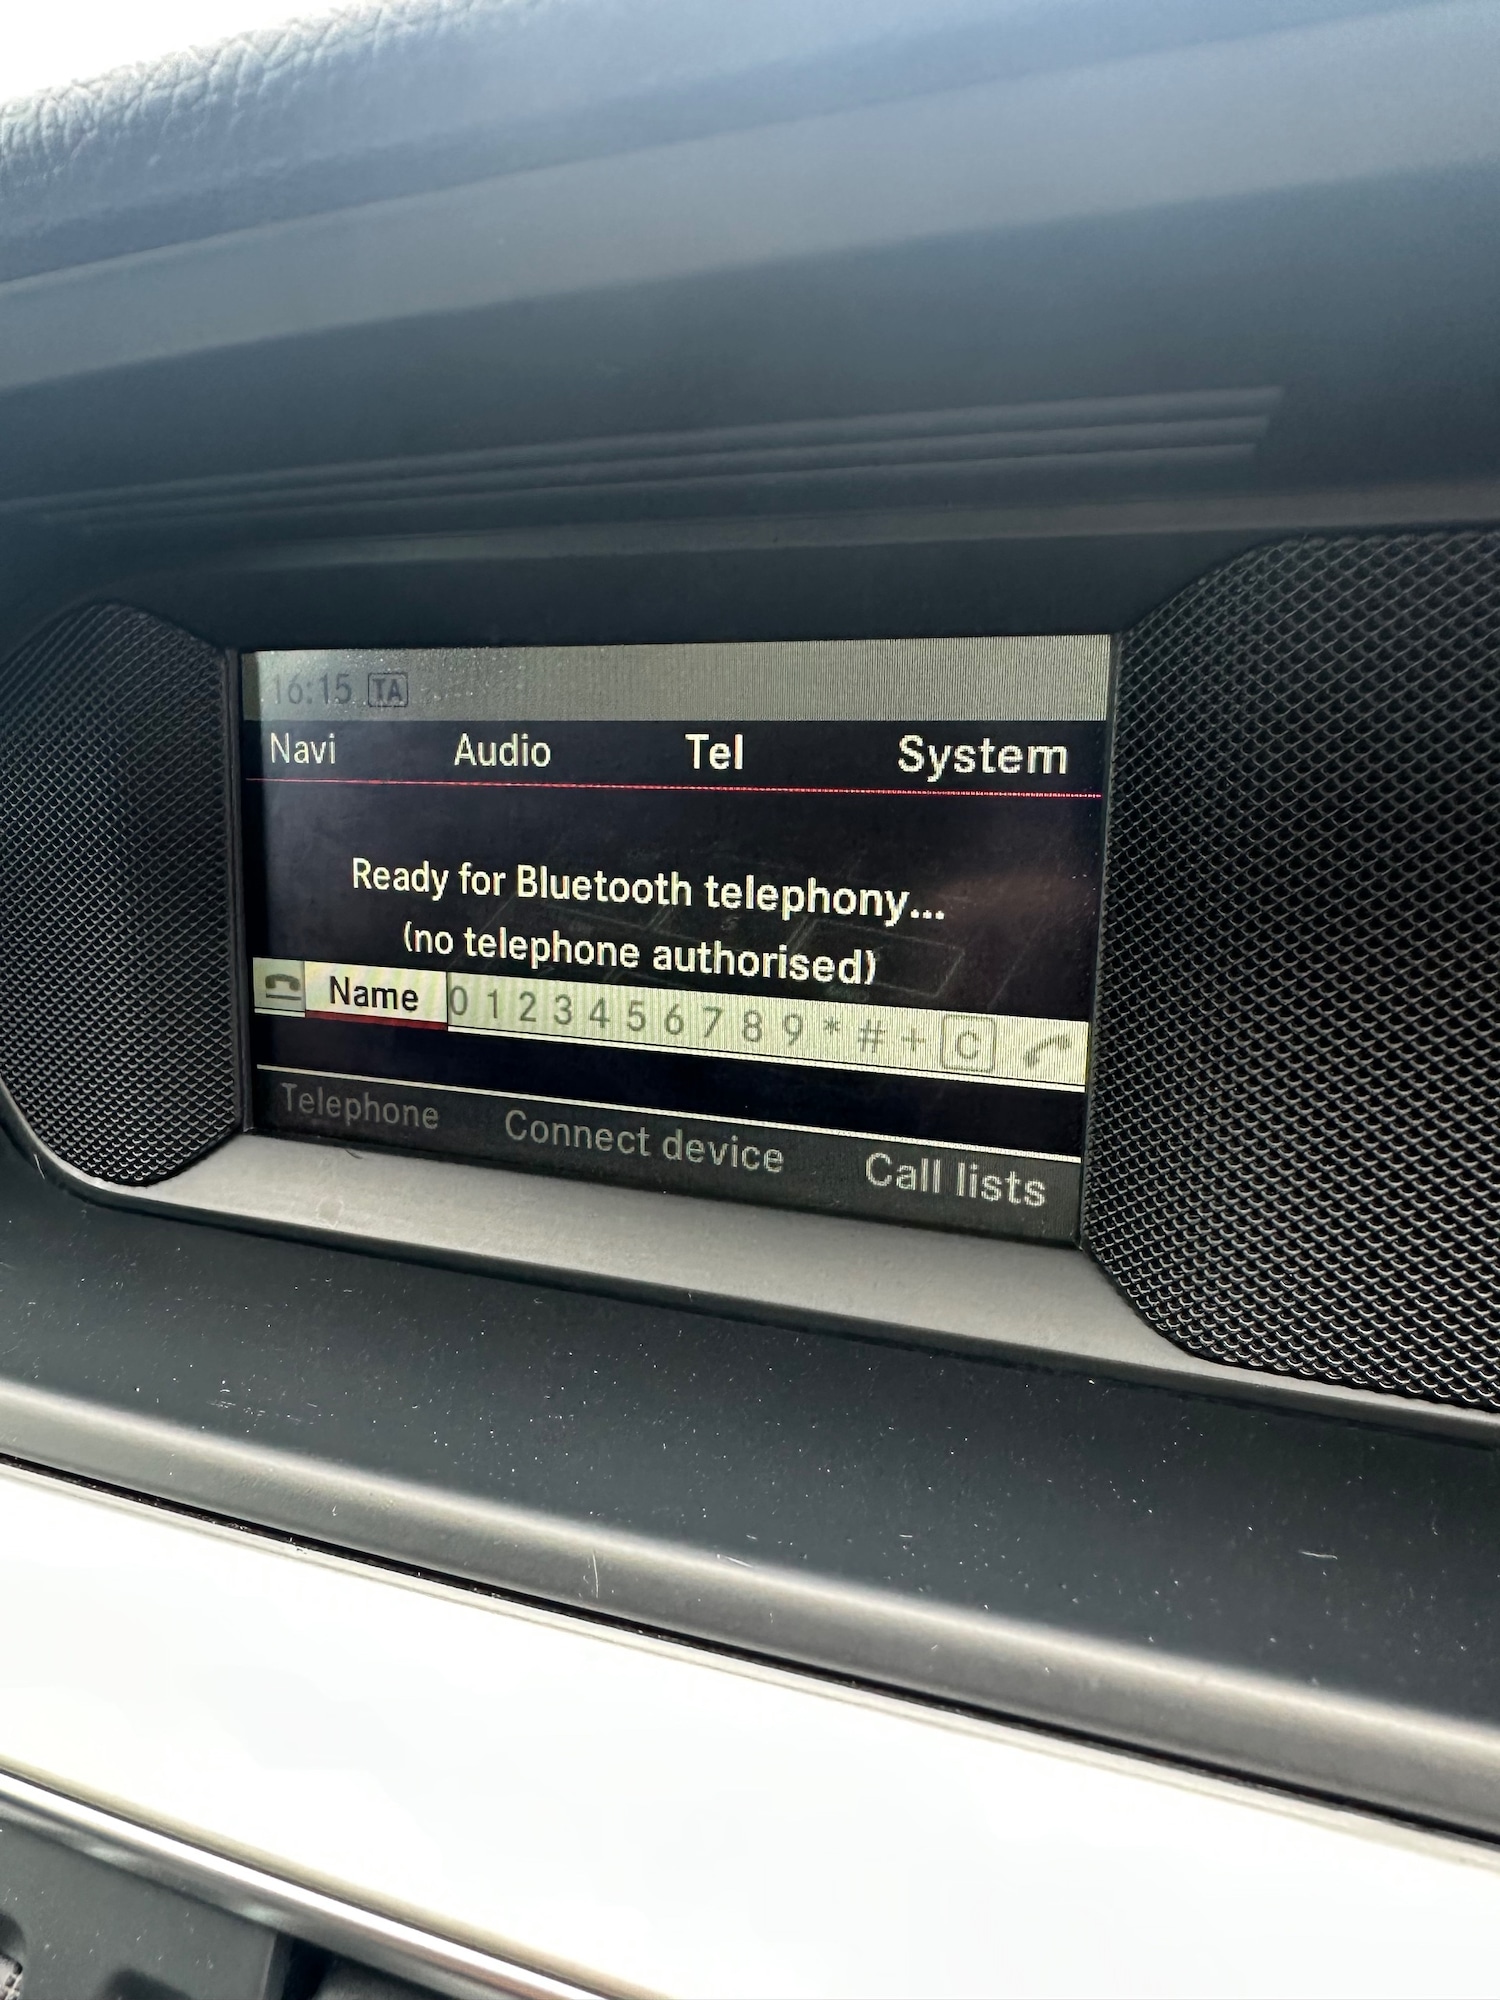 16:15 TA
Navi Audio Tel System
Ready for Bluetooth telephony...
(no telephone authorised)
Name 0 1 2 3 4 5 6 7 8 9 * # + C
Telephone Connect device Call lists